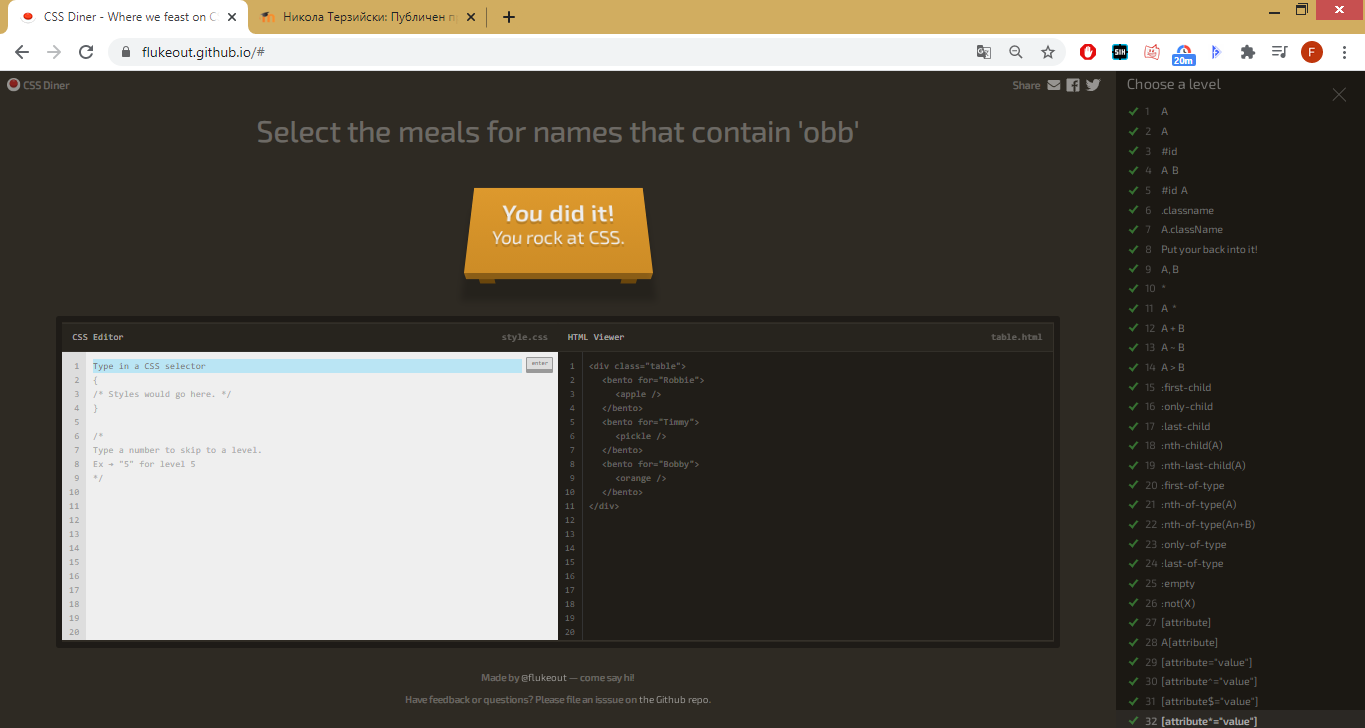 CSS Diner - Where we feast on C
Никола Терзийски: Публичен п
flukeout.github.io/#
SIH
20m
F
CSS Diner
Share
Select the meals for names that contain 'obb'
You did it!
You rock at CSS.
CSS Editor
style.css
1 Type in a CSS selector
enter
2 {
3 /* Styles would go here. */
4 }
5
6 /*
7 Type a number to skip to a level.
8 Ex → "5" for level 5
9 */
10
11
12
13
14
15
16
17
18
19
20
HTML Viewer
table.html
1 <div class="table">
2 <bento for="Robbie">
3 <apple />
4 </bento>
5 <bento for="Timmy">
6 <pickle />
7 </bento>
8 <bento for="Bobby">
9 <orange />
10 </bento>
11 </div>
12
13
14
15
16
17
18
19
20
Made by @flukeout — come say hi!
Have feedback or questions? Please file an isssue on the Github repo.
Choose a level
1 A
2 A
3 #id
4 A B
5 #id A
6 .classname
7 A.className
8 Put your back into it!
9 A, B
10 *
11 A *
12 A + B
13 A ~ B
14 A > B
15 :first-child
16 :only-child
17 :last-child
18 :nth-child(A)
19 :nth-last-child(A)
20 :first-of-type
21 :nth-of-type(A)
22 :nth-of-type(An+B)
23 :only-of-type
24 :last-of-type
25 :empty
26 :not(X)
27 [attribute]
28 A[attribute]
29 [attribute="value"]
30 [attribute^="value"]
31 [attribute$="value"]
32 [attribute*="value"]